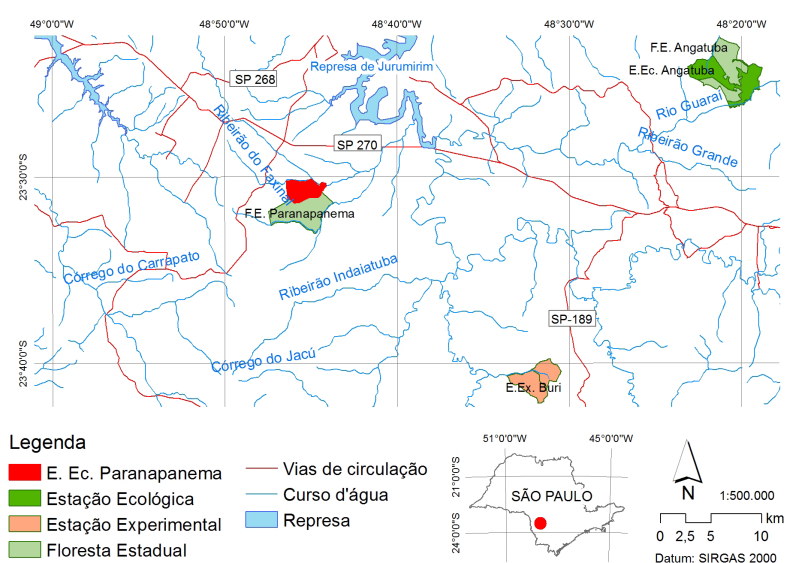 49°00'0"W
48°50'0"W
48°40'0"W
48°30'0"W
48°20'0"W
F.E. Angatuba
E.Ec. Angatuba
SP 268
Represa de Jurumirim
Rio Guaraí
Ribeirão Grande
Ribeirão do Faxinal
SP 270
23°30'0"S
F.E. Paranapanema
Córrego do Carrapato
Ribeirão Indaiatuba
SP-189
Córrego do Jacú
23°40'0"S
E.Ex. Buri
Legenda
E. Ec. Paranapanema
Estação Ecológica
Estação Experimental
Floresta Estadual
Vias de circulação
Curso d'água
Represa
51°0'0"W
45°0'0"W
21°0'0"S
24°0'0"S
SÃO PAULO
N
1:500.000
km
0 2,5 5 10
Datum: SIRGAS 2000